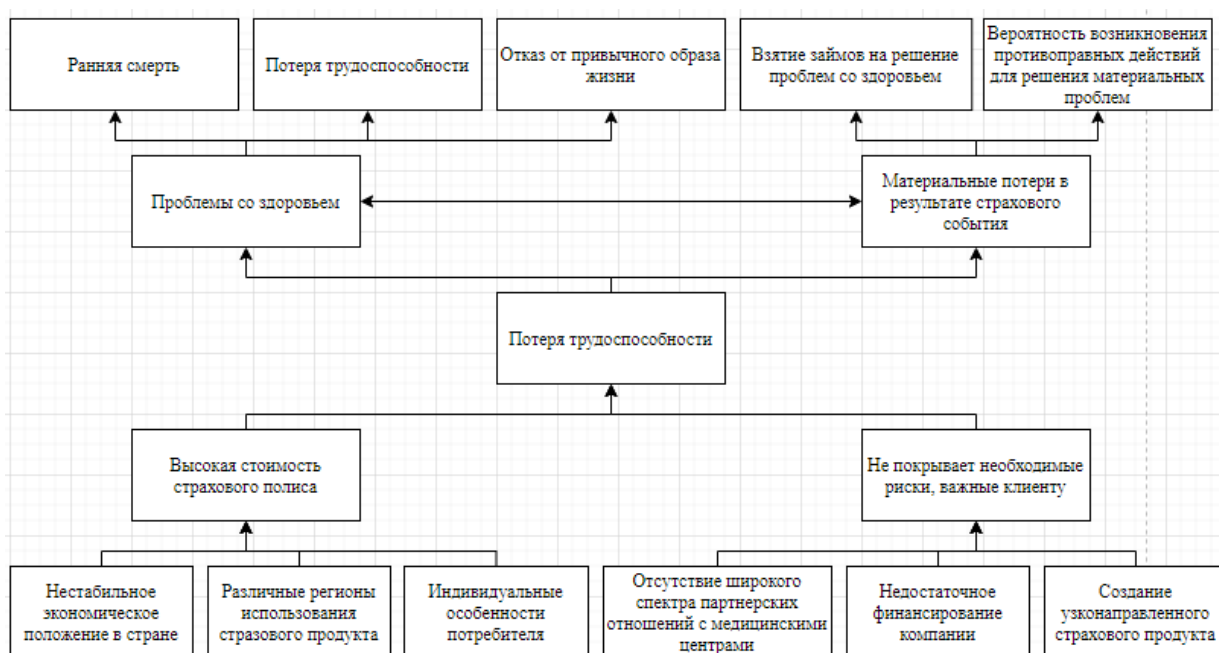 Ранняя смерть
Потеря трудоспособности
Отказ от привычного образа
жизни
Взятие займов на решение
проблем со здоровьем
Вероятность возникновения
противоправных действий
для решения материальных
проблем
Проблемы со здоровьем
Материальные потери в
результате страхового
события
Потеря трудоспособности
Высокая стоимость
страхового полиса
Не покрывает необходимые
риски, важные клиенту
Нестабильное
экономическое
положение в стране
Различные регионы
использования
стразового продукта
Индивидуальные
особенности
потребителя
Отсутствие широкого
спектра партнерских
отношений с медицинскими
центрами
Недостаточное
финансирование
компании
Создание
узконаправленного
страхового продукта